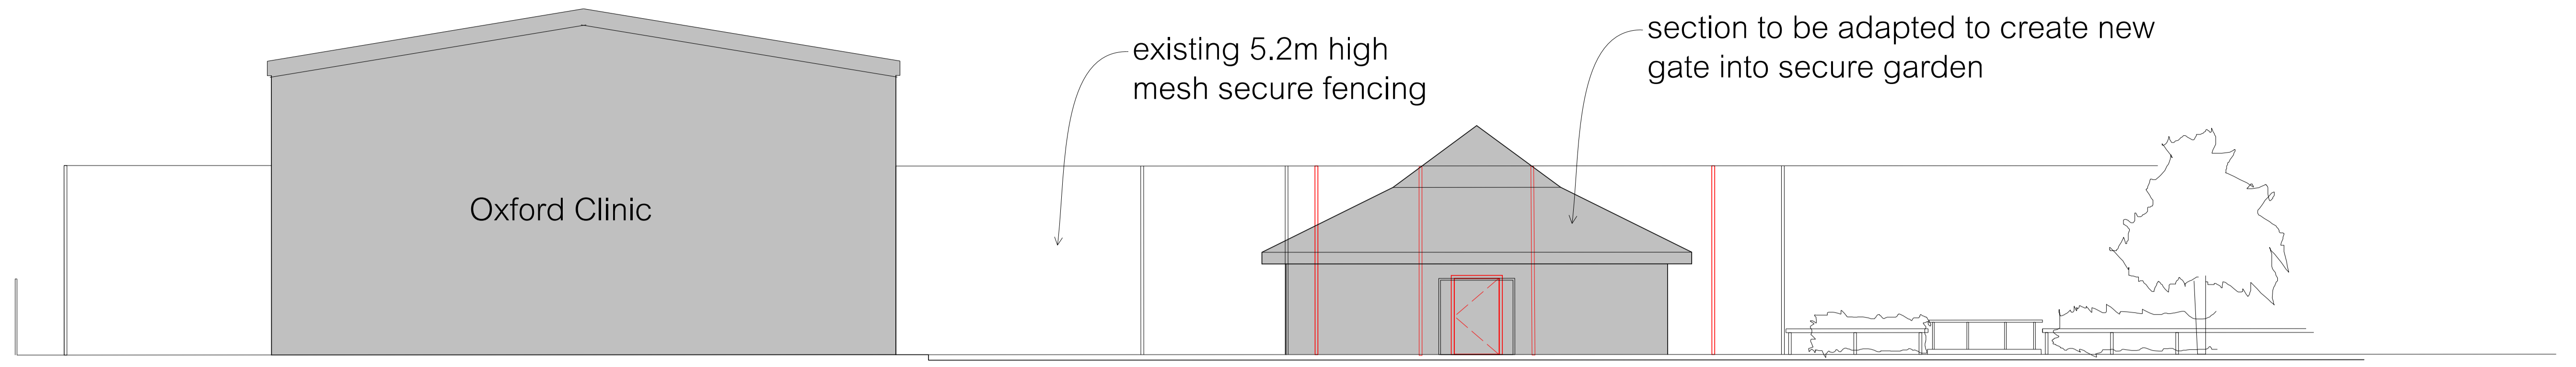 section to be adapted to create new
gate into secure garden
existing 5.2m high
mesh secure fencing
Oxford Clinic